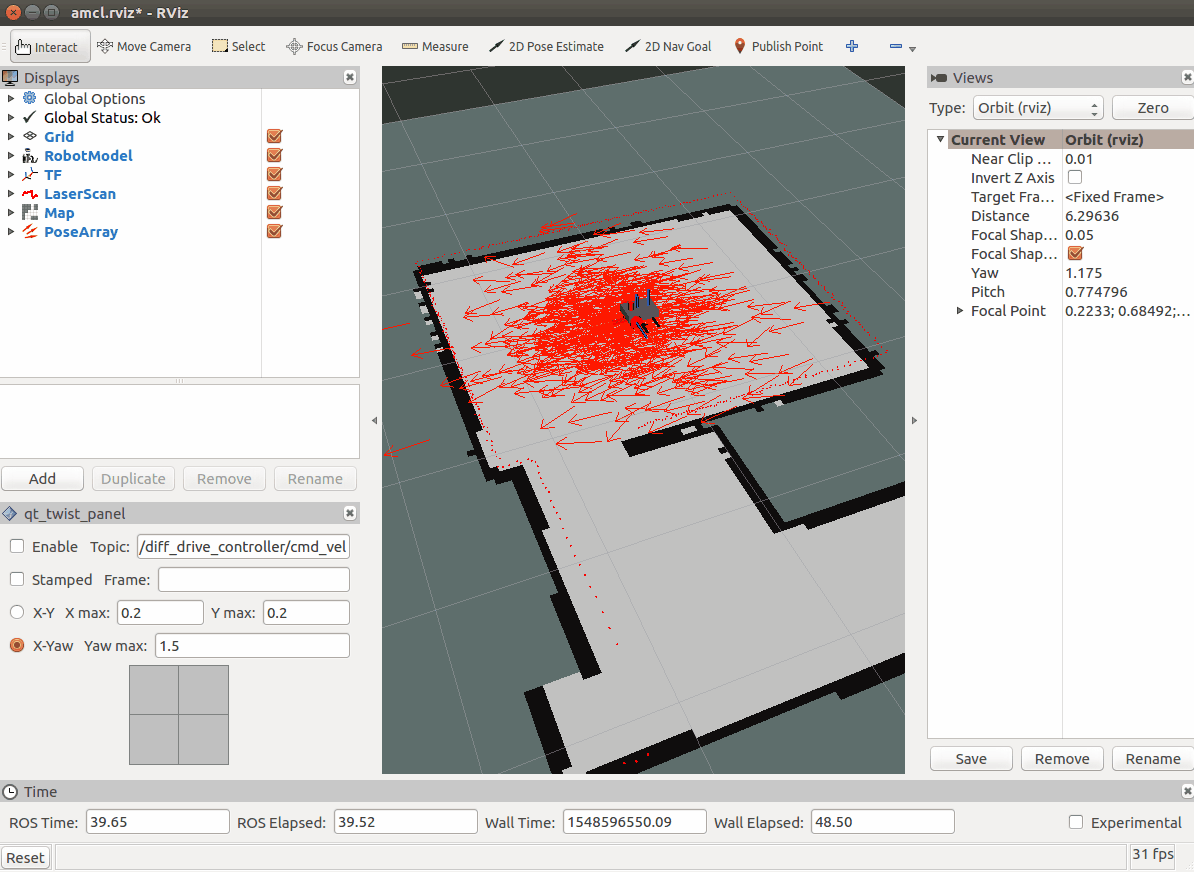 amcl.rviz* - RViz
Interact Move Camera Select Focus Camera Measure 2D Pose Estimate 2D Nav Goal Publish Point
Displays
Global Options
Global Status: Ok
Grid
RobotModel
TF
LaserScan
Map
PoseArray
Add Duplicate Remove Rename
qt_twist_panel
Enable Topic: /diff_drive_controller/cmd_vel
Stamped Frame:
X-Y X max: 0.2 Y max: 0.2
X-Yaw Yaw max: 1.5
Views
Type: Orbit (rviz) Zero
Current View Orbit (rviz)
Near Clip ... 0.01
Invert Z Axis
Target Fra... <Fixed Frame>
Distance 6.29636
Focal Shap... 0.05
Focal Shap...
Yaw 1.175
Pitch 0.774796
Focal Point 0.2233; 0.68492;...
Save Remove Rename
Time
ROS Time: 39.65 ROS Elapsed: 39.52 Wall Time: 1548596550.09 Wall Elapsed: 48.50 Experimental
Reset 31 fps